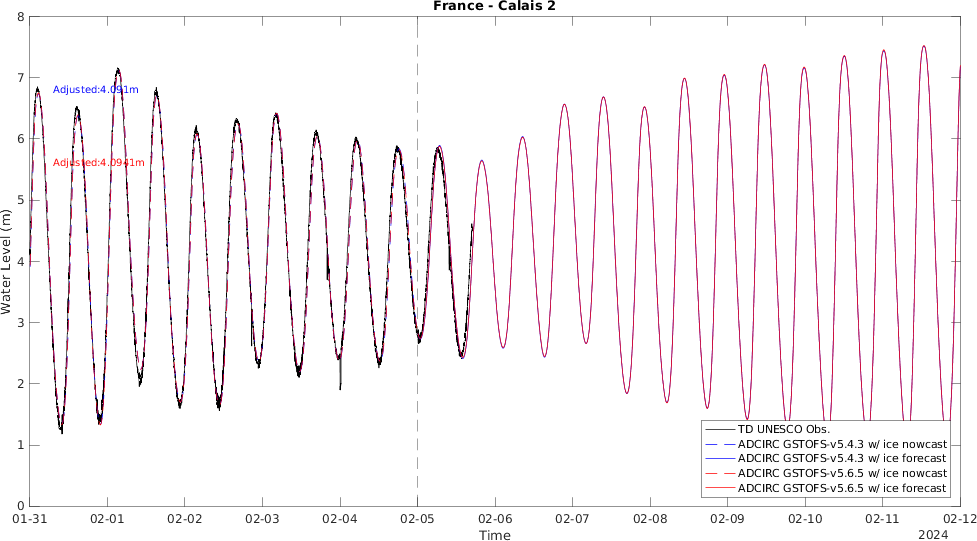 France - Calais 2
8
7
6
5
4
3
2
1
0
Water Level (m)
Adjusted:4.091m
Adjusted:4.0941m
TD UNESCO Obs.
ADCIRC GSTOFS-v5.4.3 w/ ice nowcast
ADCIRC GSTOFS-v5.4.3 w/ ice forecast
ADCIRC GSTOFS-v5.6.5 w/ ice nowcast
ADCIRC GSTOFS-v5.6.5 w/ ice forecast
01-31 02-01 02-02 02-03 02-04 02-05 02-06 02-07 02-08 02-09 02-10 02-11 02-12
Time
2024